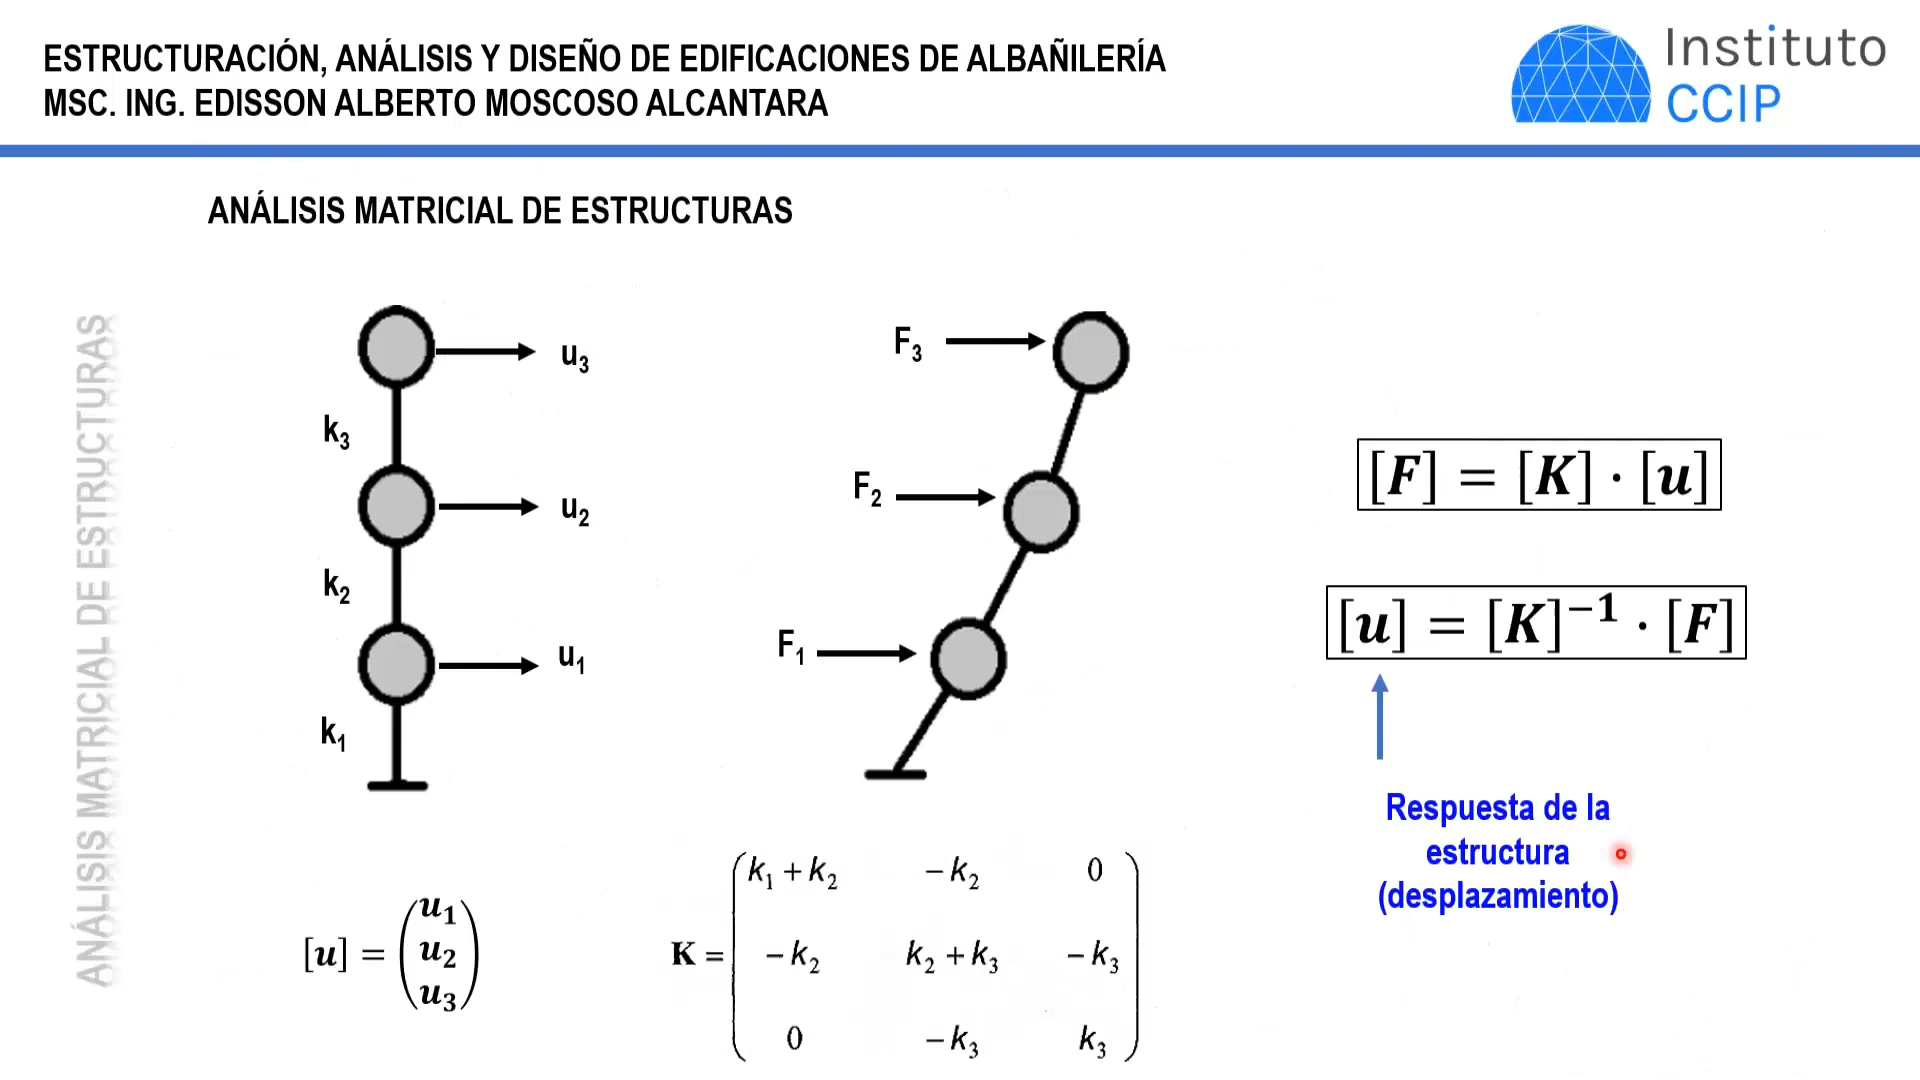 ESTRUCTURACIÓN, ANÁLISIS Y DISEÑO DE EDIFICACIONES DE ALBAÑILERÍA
MSC. ING. EDISSON ALBERTO MOSCOSO ALCANTARA
Instituto
CCIP
ANÁLISIS MATRICIAL DE ESTRUCTURAS
ANÁLISIS MATRICIAL DE ESTRUCTURAS
u₃
k₃
u₂
k₂
u₁
k₁
F₃
F₂
F₁
[F] = [K] · [u]
[u] = [K]⁻¹ · [F]
Respuesta de la
estructura
(desplazamiento)
[u] = (u₁
u₂
u₃)
K = (k₁ + k₂ −k₂ 0
−k₂ k₂ + k₃ −k₃
0 −k₃ k₃)